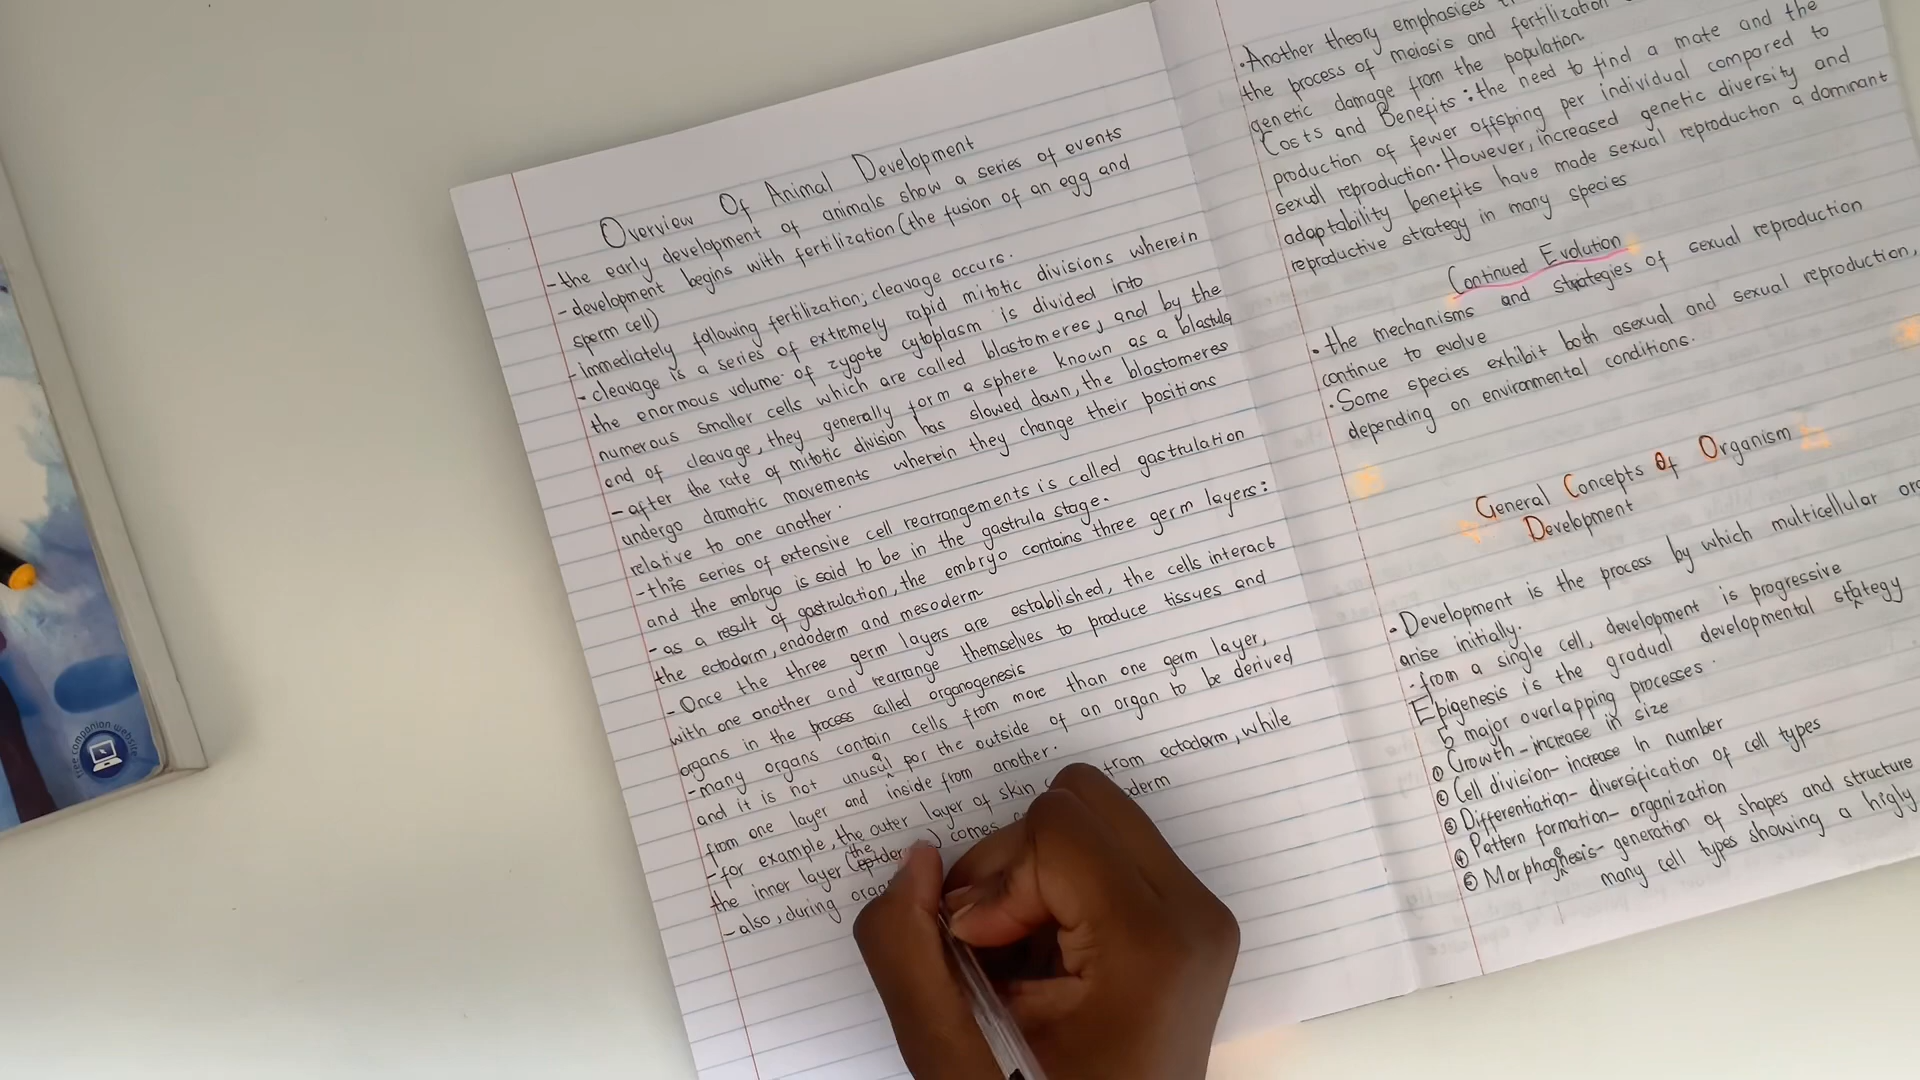 Overview Of Animal Development
-the early development of animals show a series of events
-development begins with fertilization (the fusion of an egg and
sperm cell)
-immediately following fertilization; cleavage occurs.
-cleavage is a series of extremely rapid mitotic divisions wherein
the enormous volume of zygote cytoplasm is divided into
numerous smaller cells which are called blastomeres, and by the
end of cleavage, they generally form a sphere known as a blastula
-after the rate of mitotic division has slowed down, the blastomeres
undergo dramatic movements wherein they change their positions
relative to one another.
-this series of extensive cell rearrangements is called gastrulation
and the embryo is said to be in the gastrula stage.
-as a result of gastrulation, the embryo contains three germ layers:
the ectoderm, endoderm and mesoderm
-Once the three germ layers are established, the cells interact
with one another and rearrange themselves to produce tissues and
organs in the process called organogenesis
-many organs contain cells from more than one germ layer,
and it is not unusual for the outside of an organ to be derived
from one layer and inside from another.
-for example, the outer layer of skin from ectoderm, while
the inner layer (the comes
-also, during
•Another theory emphasises
the process of meiosis and fertilization
genetic damage from the population.
Costs and Benefits: the need to find a mate and the
production of fewer offspring per individual compared to
sexual reproduction. However, increased genetic diversity and
adaptability benefits have made sexual reproduction a dominant
reproductive strategy in many species
Continued Evolution
•the mechanisms and strategies of sexual reproduction
continue to evolve
•Some species exhibit both asexual and sexual reproduction,
depending on environmental conditions.
General Concepts Of Organism
Development
•Development is the process by which multicellular
arise initially.
-from a single cell, development is progressive
Epigenesis is the gradual developmental strategy
5 major overlapping processes.
① Growth-increase in size
② Cell division-increase in number
③ Differentiation-diversification of cell types
④ Pattern formation-organization
⑤ Morphogenesis-generation of shapes and structure
many cell types showing a higly
free companion website